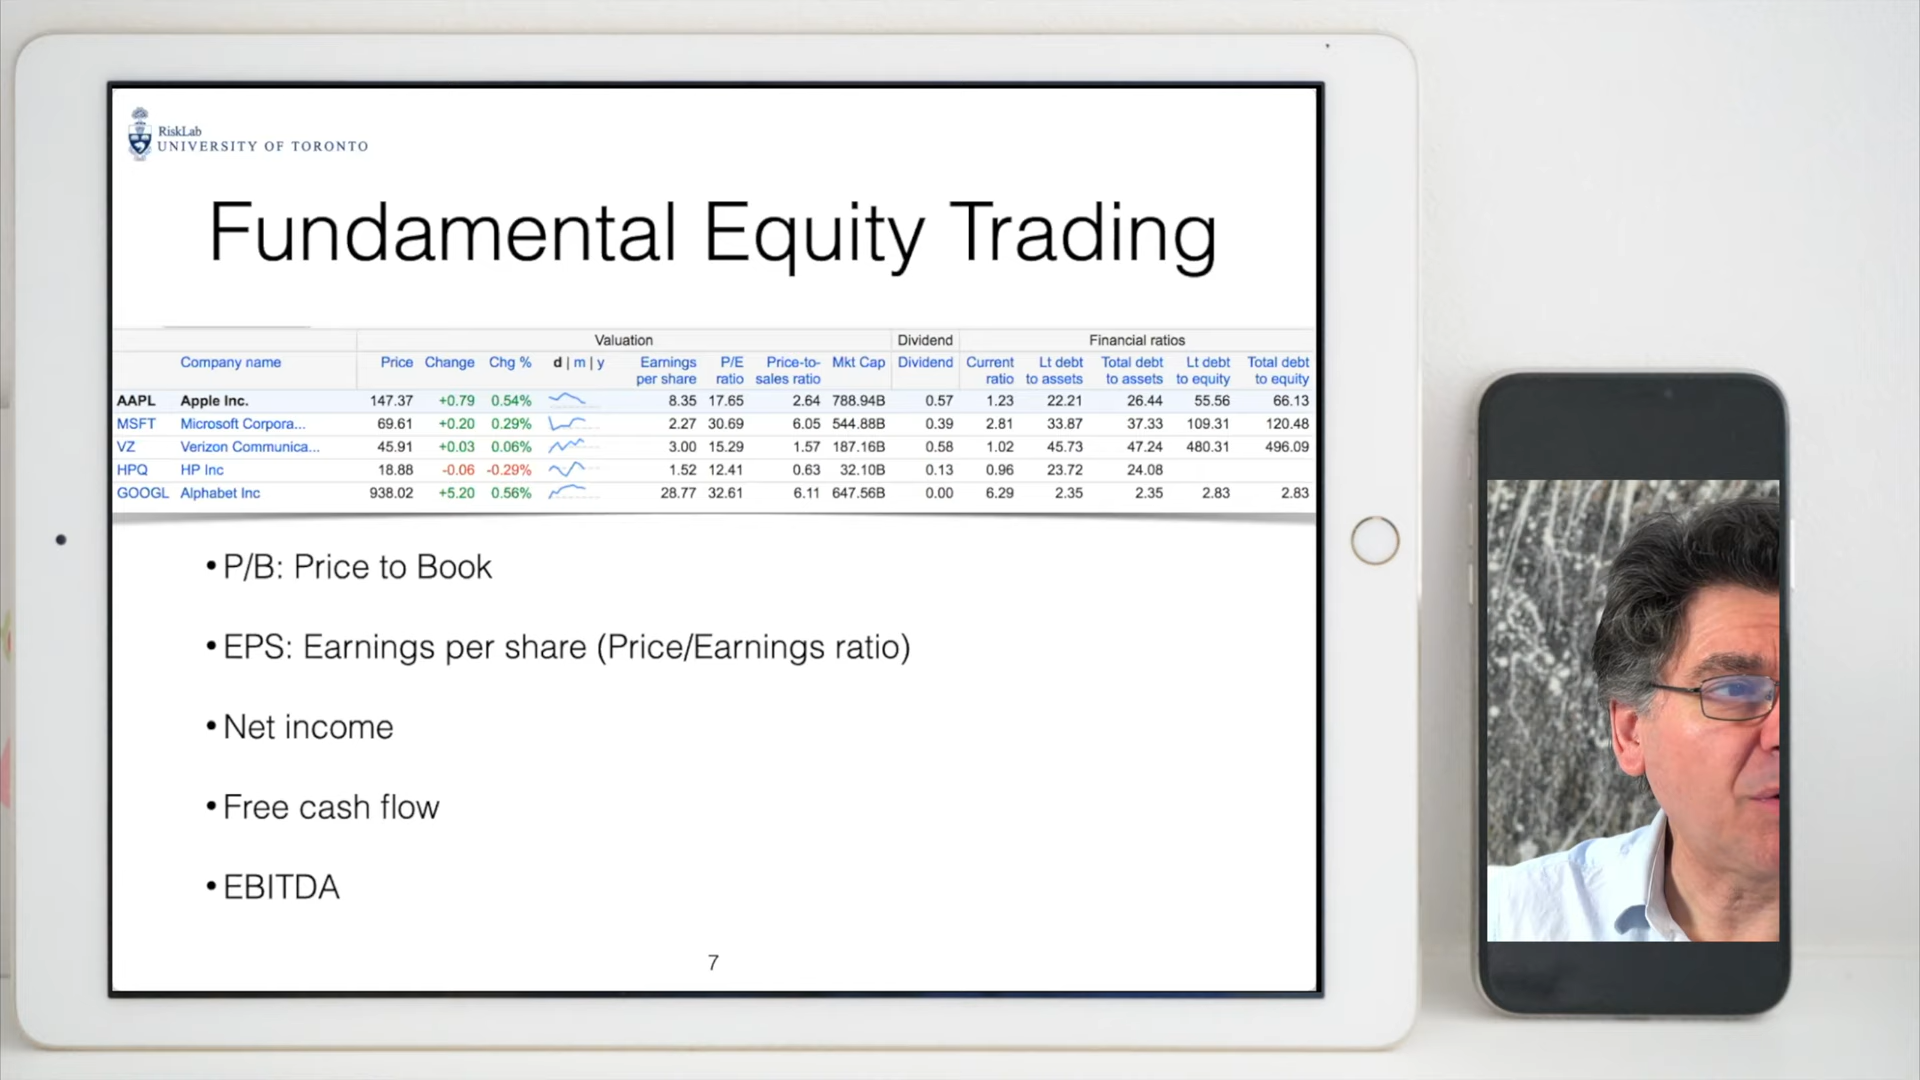 RiskLab
UNIVERSITY OF TORONTO
Fundamental Equity Trading
Valuation Dividend Financial ratios
Company name Price Change Chg % d | m | y Earnings per share P/E ratio Price-to-sales ratio Mkt Cap Dividend Current ratio Lt debt to assets Total debt to assets Lt debt to equity Total debt to equity
AAPL Apple Inc. 147.37 +0.79 0.54% 8.35 17.65 2.64 788.94B 0.57 1.23 22.21 26.44 55.56 66.13
MSFT Microsoft Corpora... 69.61 +0.20 0.29% 2.27 30.69 6.05 544.88B 0.39 2.81 33.87 37.33 109.31 120.48
VZ Verizon Communica... 45.91 +0.03 0.06% 3.00 15.29 1.57 187.16B 0.58 1.02 45.73 47.24 480.31 496.09
HPQ HP Inc 18.88 -0.06 -0.29% 1.52 12.41 0.63 32.10B 0.13 0.96 23.72 24.08
GOOGL Alphabet Inc 938.02 +5.20 0.56% 28.77 32.61 6.11 647.56B 0.00 6.29 2.35 2.35 2.83 2.83
• P/B: Price to Book
• EPS: Earnings per share (Price/Earnings ratio)
• Net income
• Free cash flow
• EBITDA
7